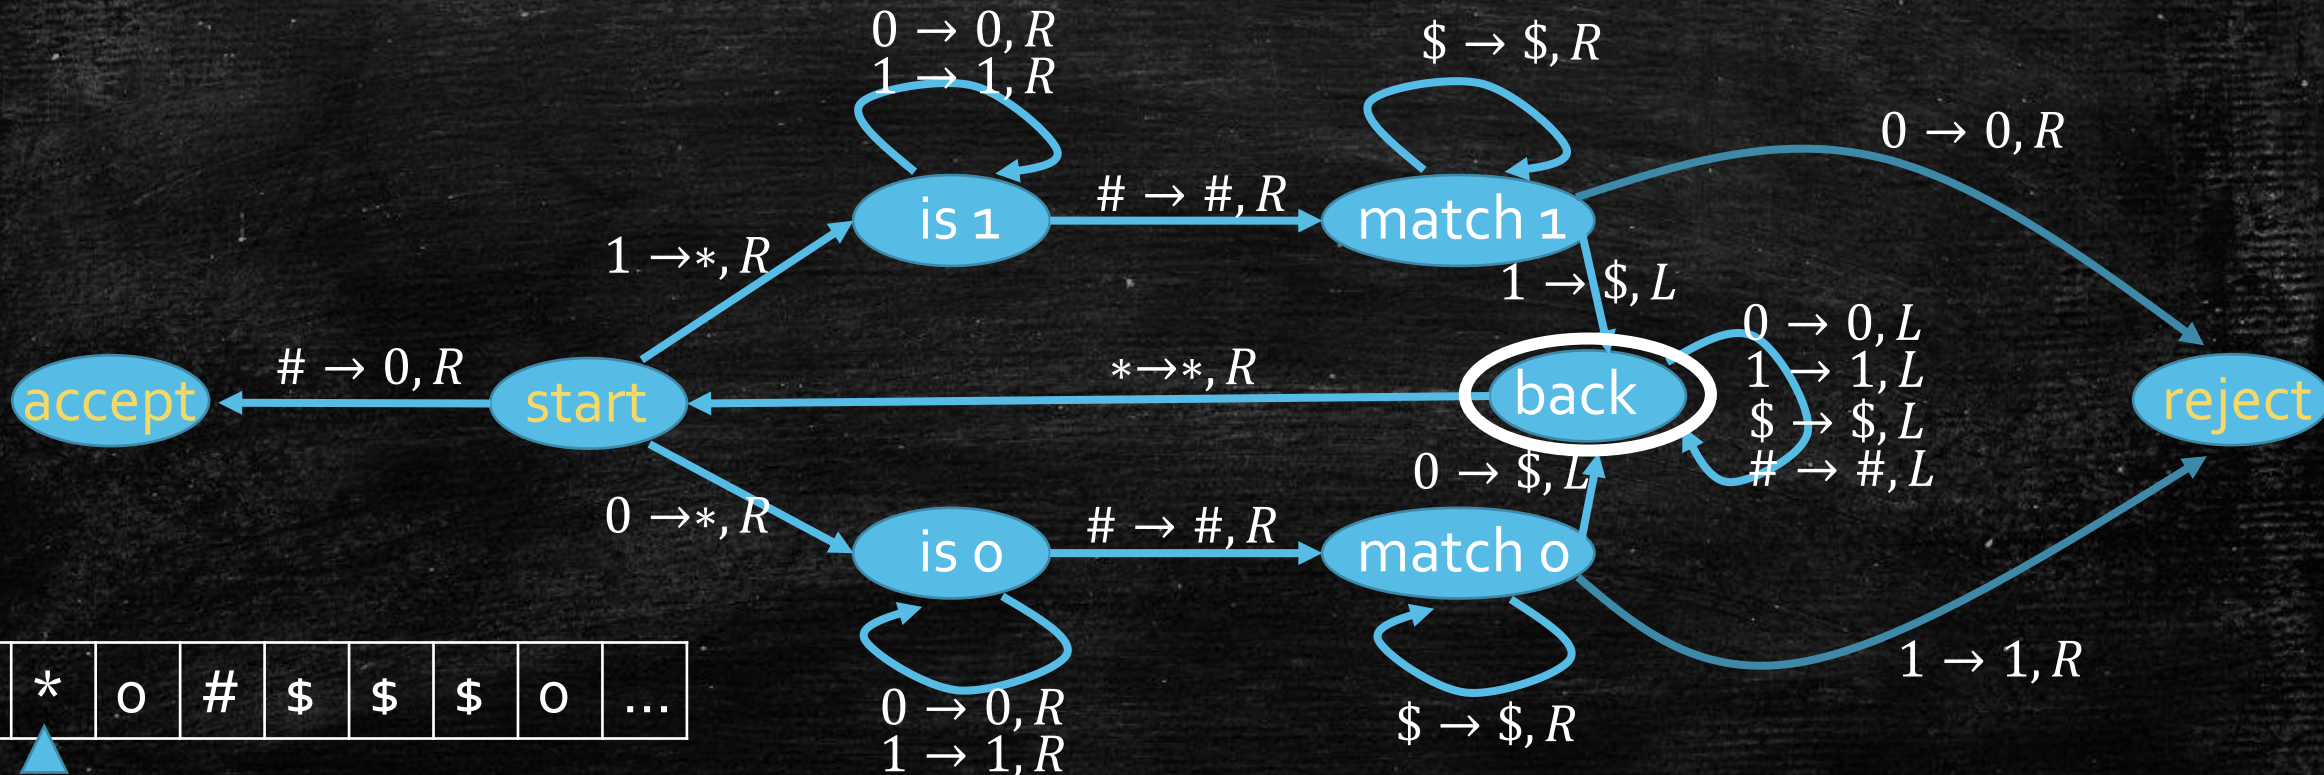 0 → 0, R
1 → 1, R
$ → $, R
0 → 0, R
is 1
# → #, R
match 1
1 →*, R
1 → $, L
0 → 0, L
1 → 1, L
$ → $, L
# → #, L
accept
# → 0, R
start
*→*, R
back
reject
0 → $, L
0 →*, R
is 0
# → #, R
match 0
1 → 1, R
* 0 # $ $ $ 0 ...
0 → 0, R
1 → 1, R
$ → $, R